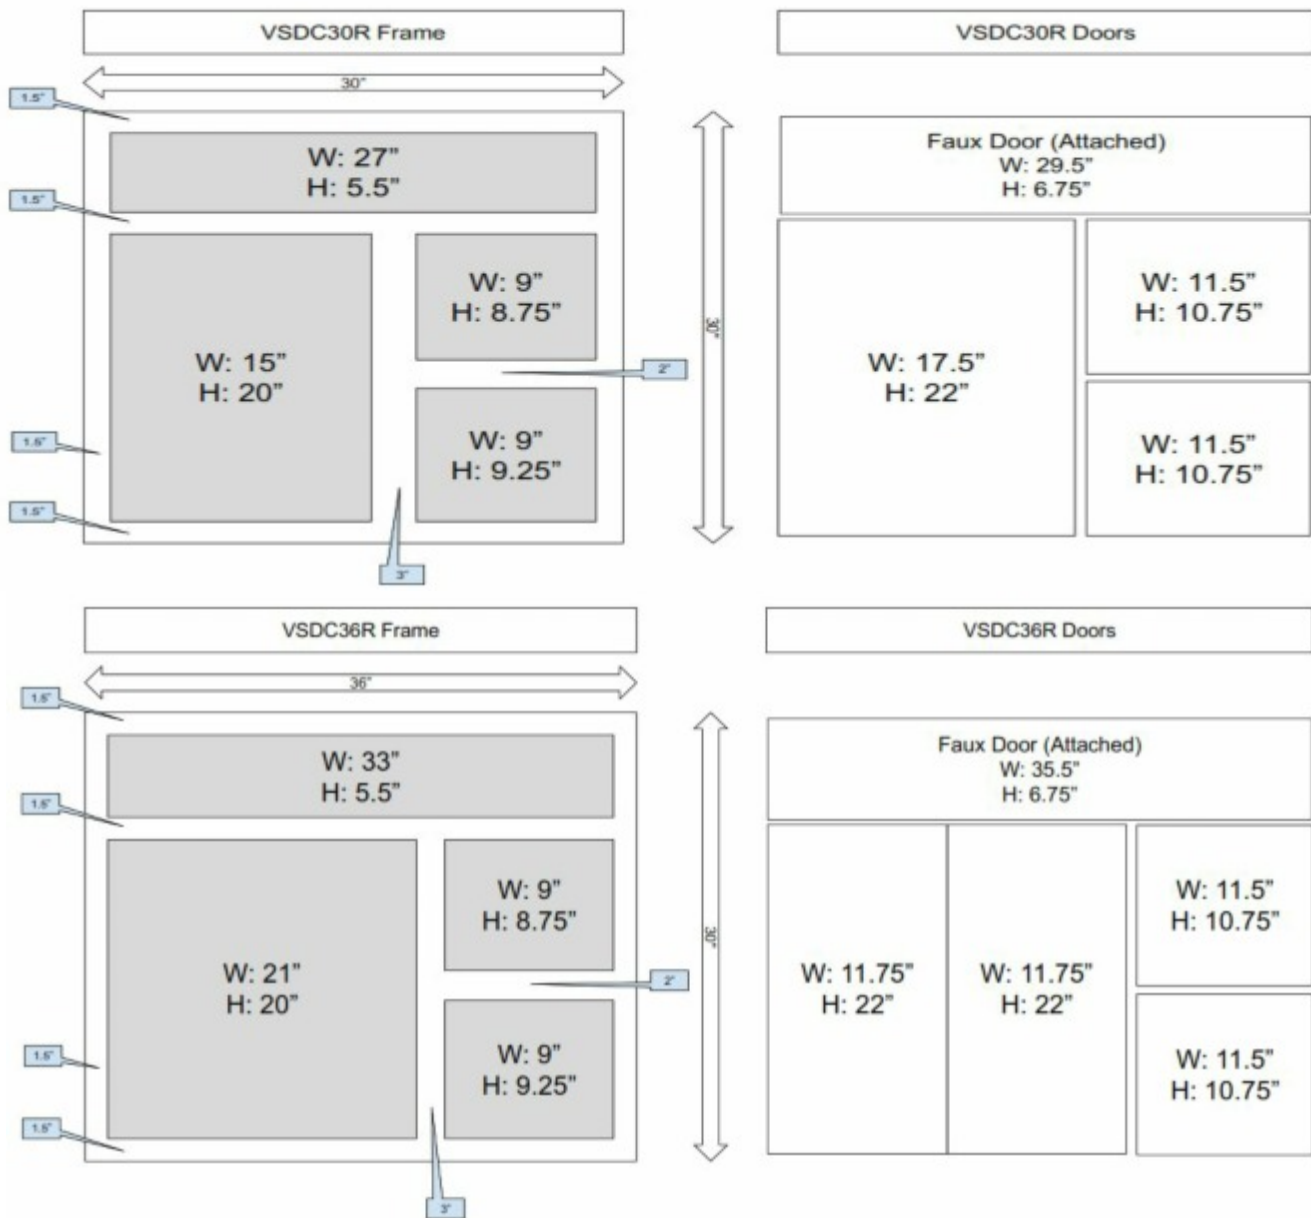 VSDC30R Frame
VSDC30R Doors
30"
1.5"
W: 27”
H: 5.5”
Faux Door (Attached)
W: 29.5”
H: 6.75”
1.5"
W: 15”
H: 20”
W: 9”
H: 8.75”
2"
W: 9”
H: 9.25”
1.5"
1.5"
3"
30"
W: 17.5”
H: 22”
W: 11.5”
H: 10.75”
W: 11.5”
H: 10.75”
VSDC36R Frame
VSDC36R Doors
36"
1.5"
W: 33”
H: 5.5”
Faux Door (Attached)
W: 35.5”
H: 6.75”
1.5"
W: 21”
H: 20”
W: 9”
H: 8.75”
2"
W: 9”
H: 9.25”
1.5"
1.5"
3"
30"
W: 11.75”
H: 22”
W: 11.75”
H: 22”
W: 11.5”
H: 10.75”
W: 11.5”
H: 10.75”